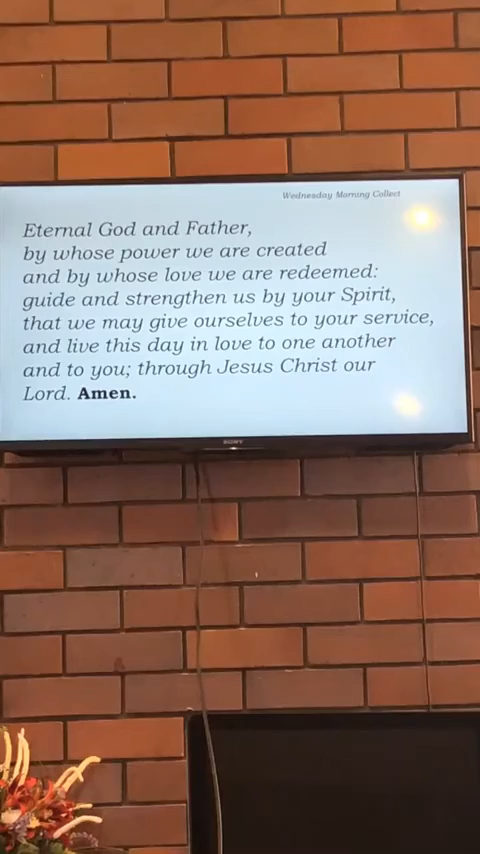 Wednesday Morning Collect
Eternal God and Father,
by whose power we are created
and by whose love we are redeemed:
guide and strengthen us by your Spirit,
that we may give ourselves to your service,
and live this day in love to one another
and to you; through Jesus Christ our
Lord. Amen.
SONY